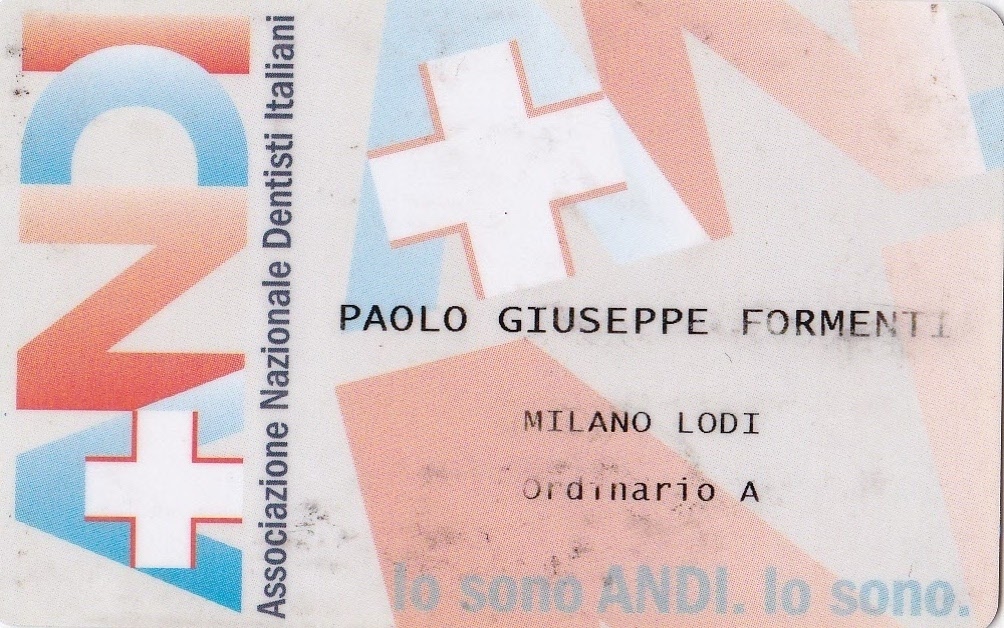 ANDI
Associazione Nazionale Dentisti Italiani
PAOLO GIUSEPPE FORMENTI
MILANO LODI
Ordinario A
Io sono ANDI. Io sono.